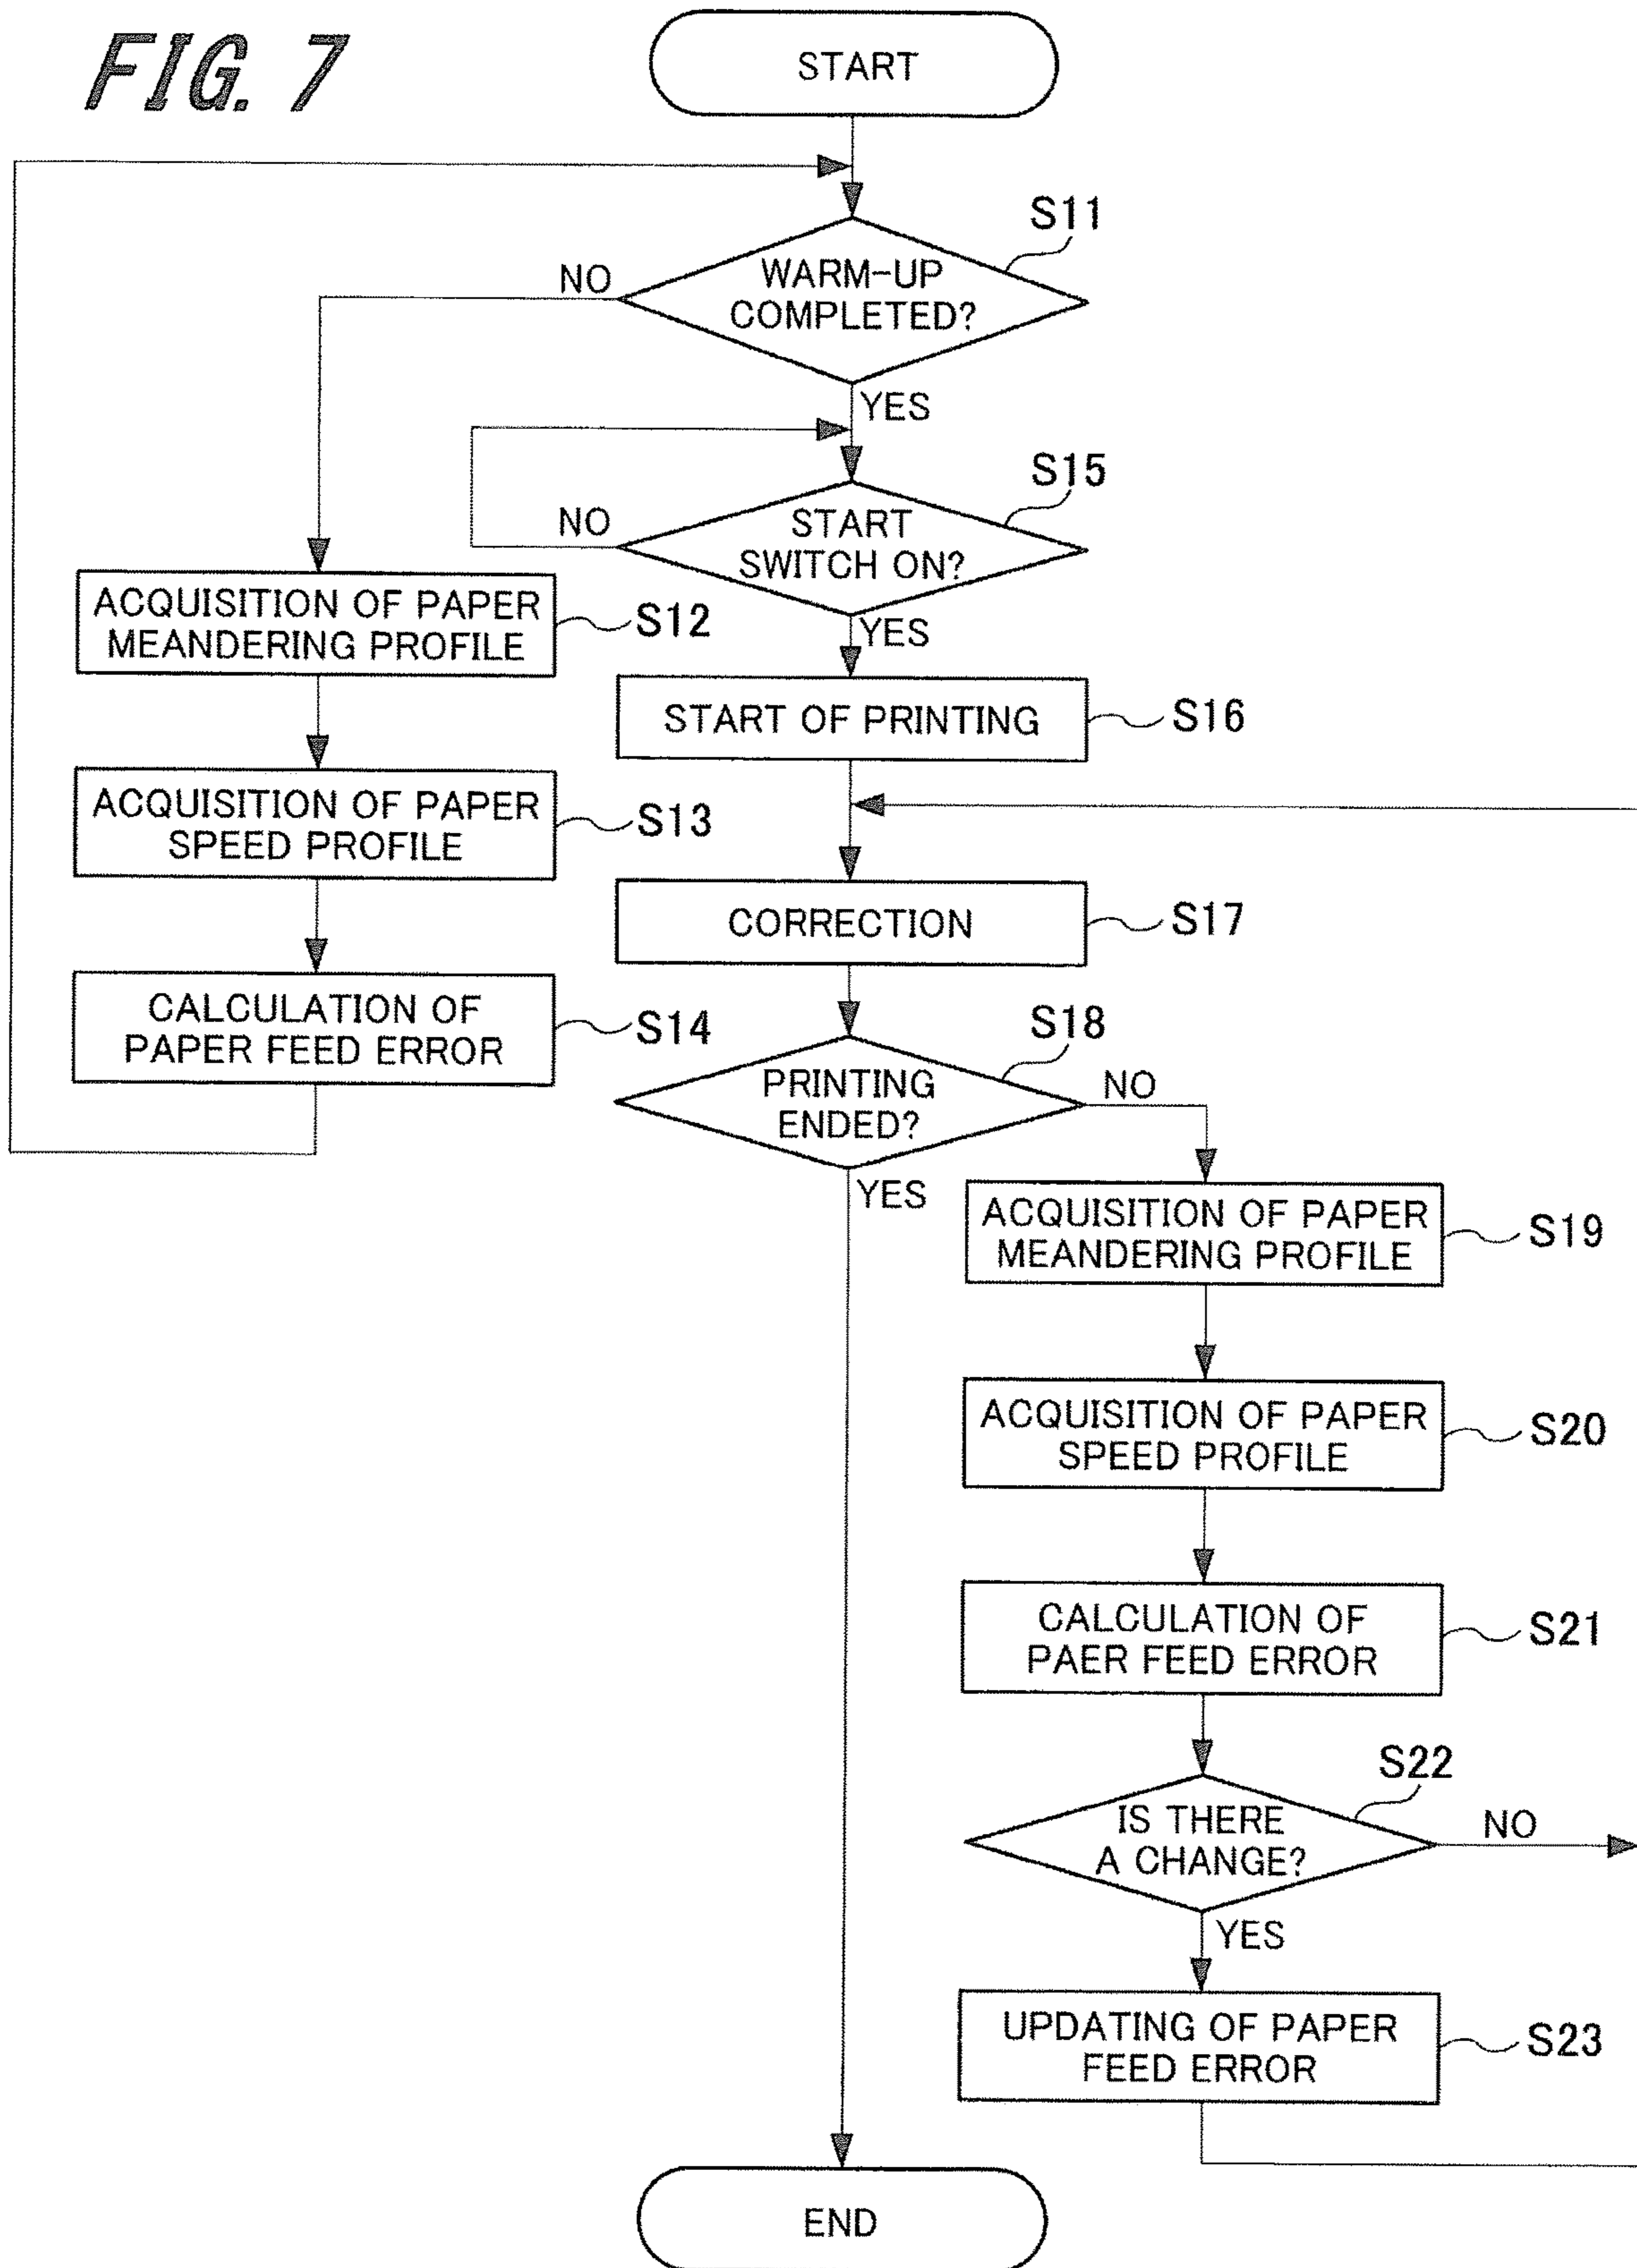 FIG. 7
START
S11
WARM-UP
COMPLETED?
NO
YES
S15
START
SWITCH ON?
NO
YES
ACQUISITION OF PAPER
MEANDERING PROFILE
S12
START OF PRINTING
S16
ACQUISITION OF PAPER
SPEED PROFILE
S13
CORRECTION
S17
CALCULATION OF
PAPER FEED ERROR
S14
S18
PRINTING
ENDED?
NO
YES
ACQUISITION OF PAPER
MEANDERING PROFILE
S19
ACQUISITION OF PAPER
SPEED PROFILE
S20
CALCULATION OF
PAER FEED ERROR
S21
S22
IS THERE
A CHANGE?
NO
YES
UPDATING OF PAPER
FEED ERROR
S23
END